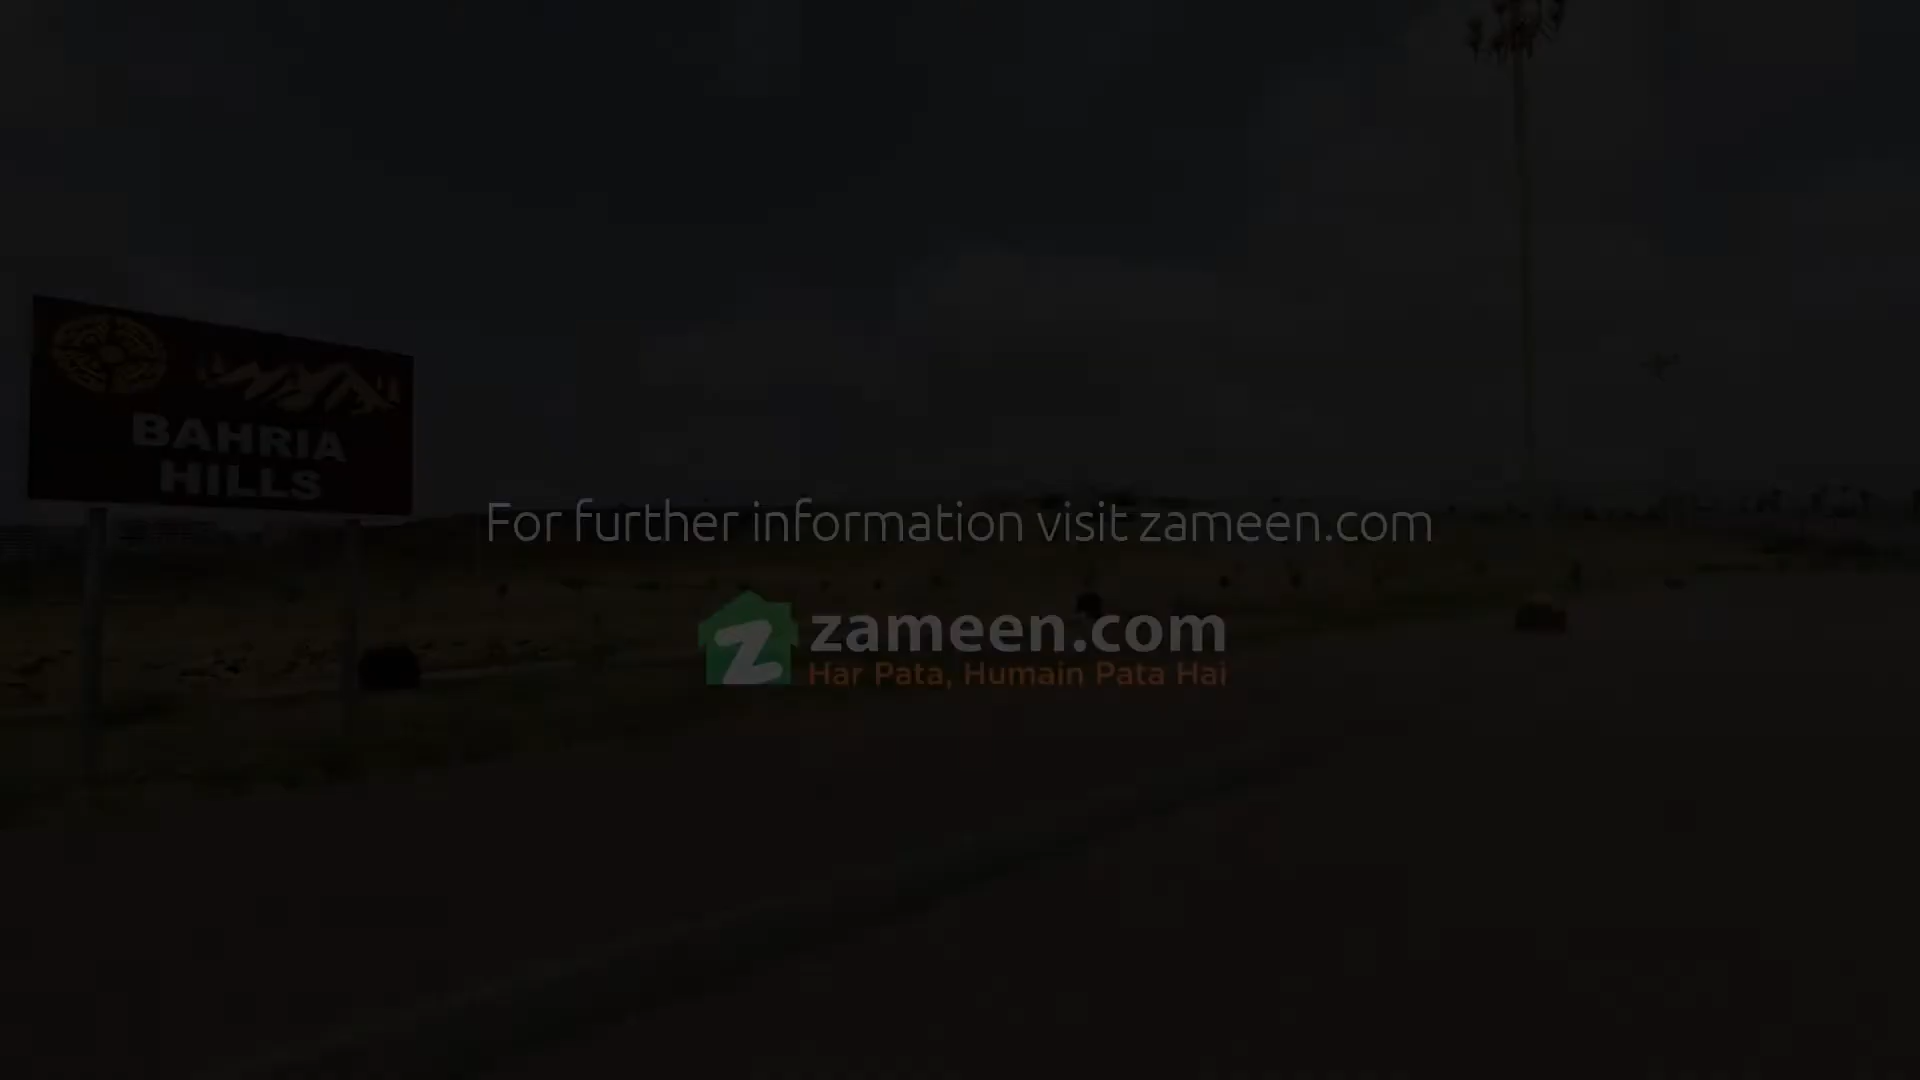 BAHRIA
HILLS
For further information visit zameen.com
zameen.com
Har Pata, Humain Pata Hai